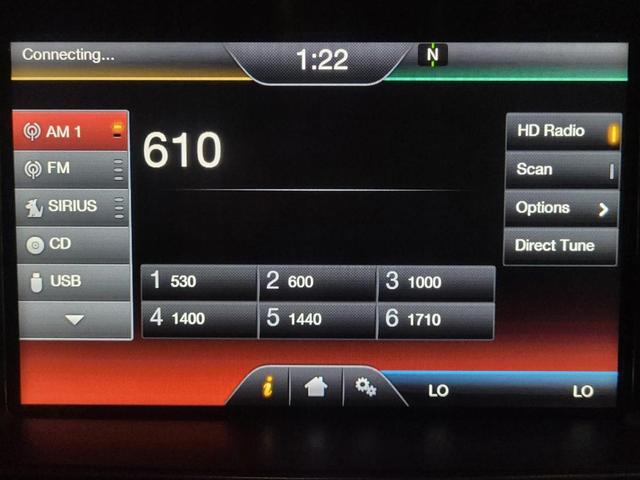 Connecting...
1:22
N
AM 1
610
HD Radio
FM
Scan
SIRIUS
Options
CD
Direct Tune
USB
1 530
2 600
3 1000
4 1400
5 1440
6 1710
i
LO
LO